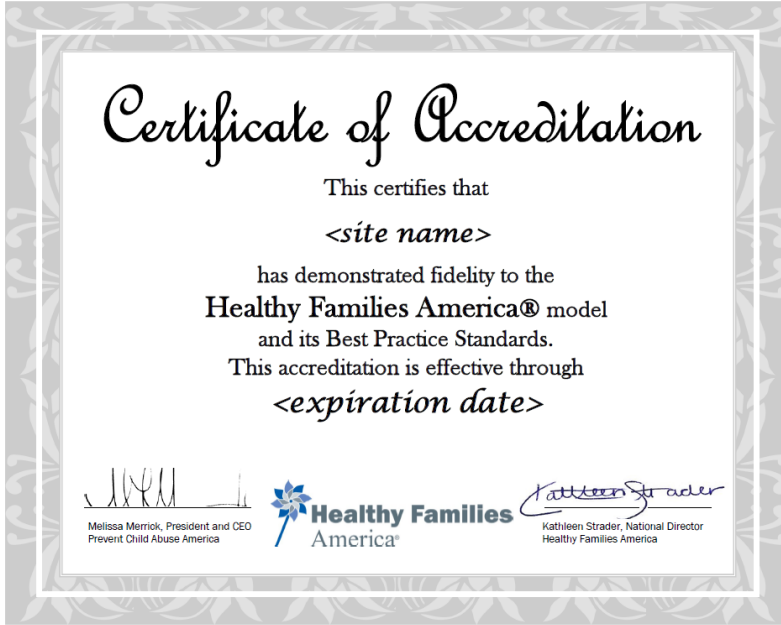 Certificate of Accreditation
This certifies that
<site name>
has demonstrated fidelity to the
Healthy Families America® model
and its Best Practice Standards.
This accreditation is effective through
<expiration date>
Kathleen Strader
Melissa Merrick, President and CEO
Prevent Child Abuse America
Healthy Families
America®
Kathleen Strader, National Director
Healthy Families America